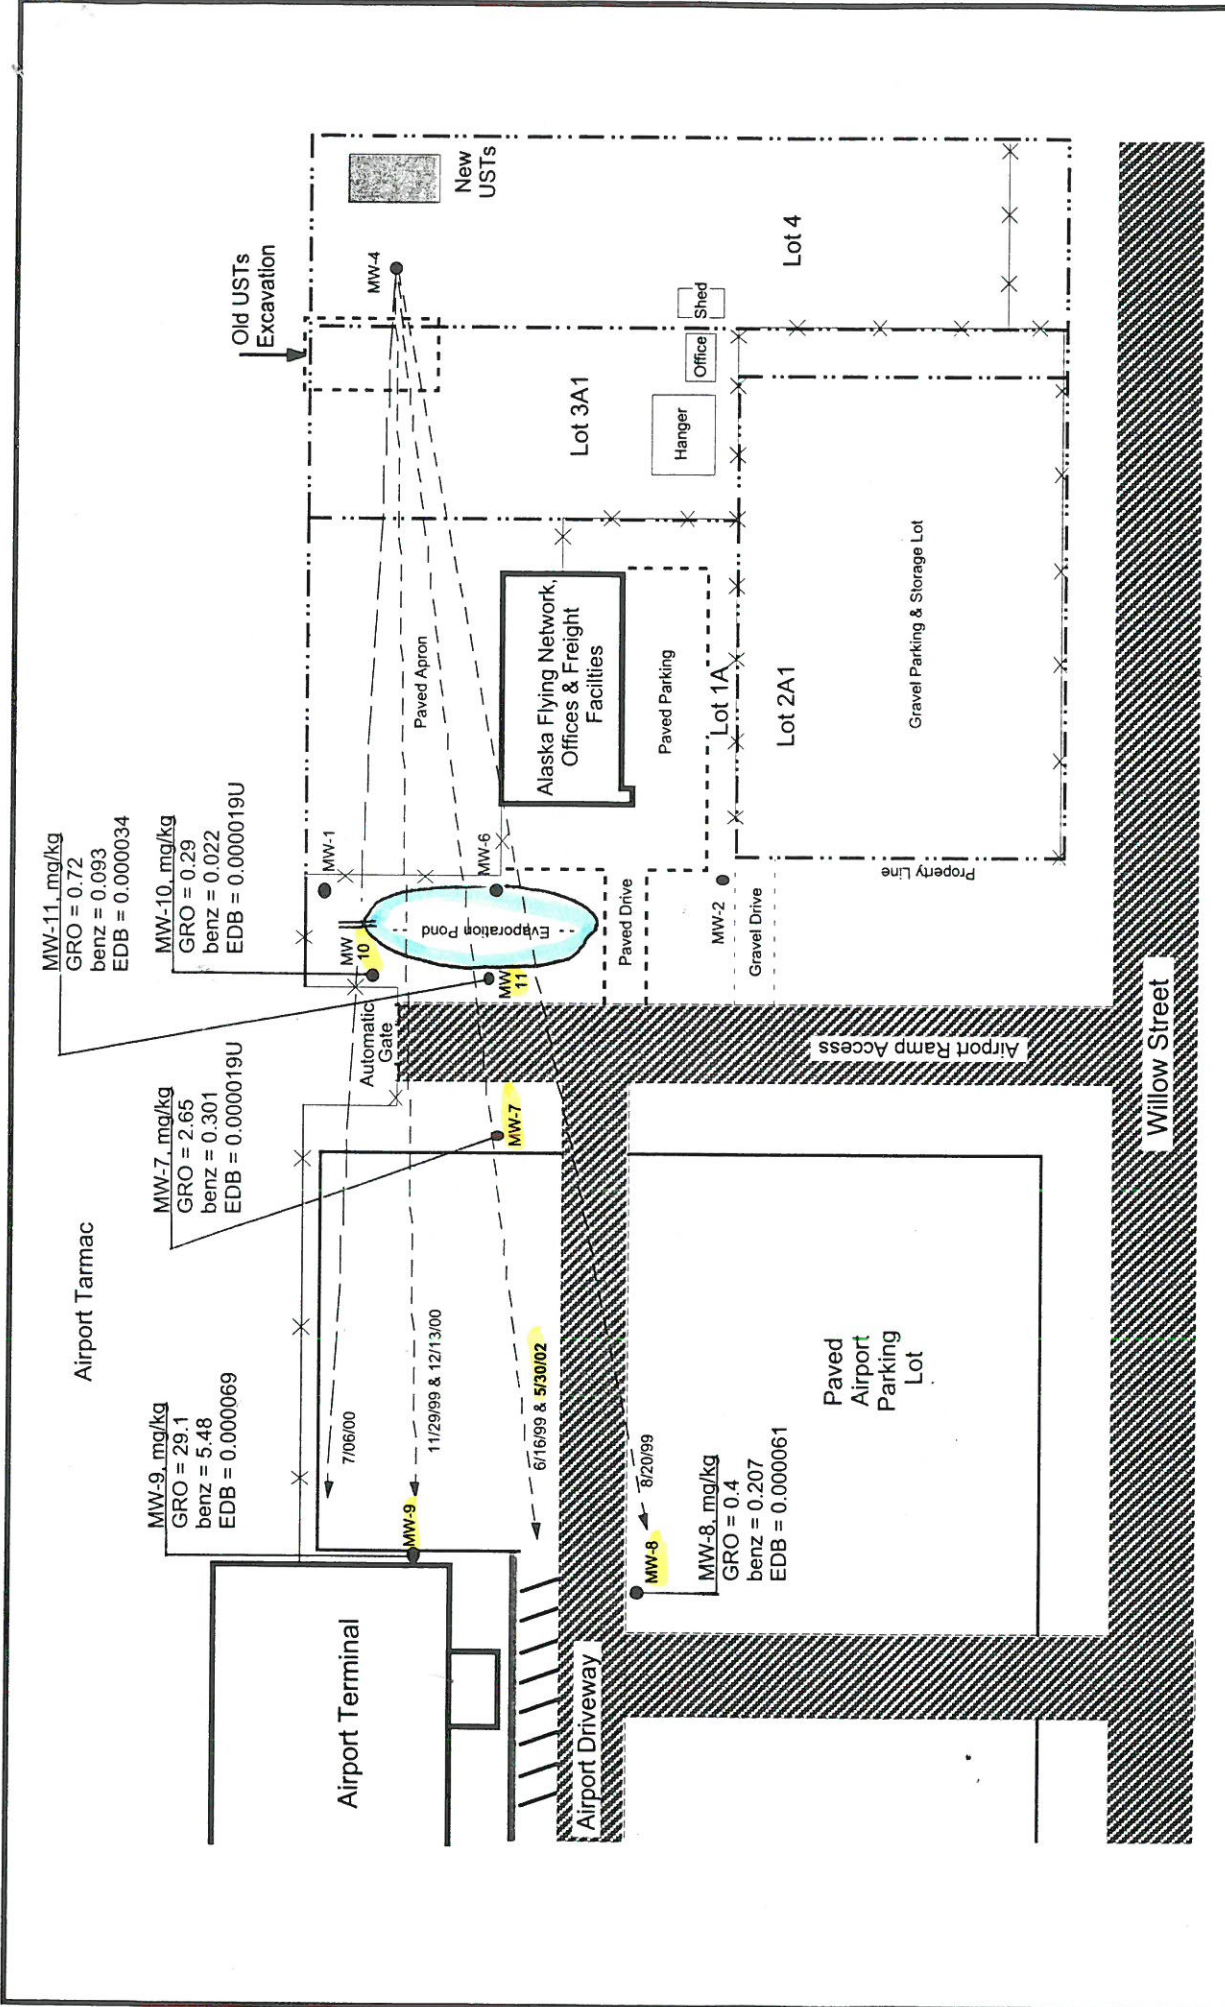 Airport Terminal
Airport Driveway
MW-9, mg/kg
GRO = 29.1
benz = 5.48
EDB = 0.000069
Airport Tarmac
MW-9
MW-8
MW-8, mg/kg
GRO = 0.4
benz = 0.207
EDB = 0.000061
7/06/00
11/29/99 & 12/13/00
6/16/99 & 5/30/02
8/20/99
Paved
Airport
Parking
Lot
MW-7, mg/kg
GRO = 2.65
benz = 0.301
EDB = 0.000019U
MW-7
Willow Street
MW-11, mg/kg
GRO = 0.72
benz = 0.093
EDB = 0.000034
MW-10, mg/kg
GRO = 0.29
benz = 0.022
EDB = 0.000019U
Automatic
Gate
Airport Ramp Access
MW
10
MW
11
Evaporation Pond
MW-1
MW-6
Paved Drive
MW-2
Gravel Drive
Property Line
Paved Apron
Alaska Flying Network,
Offices & Freight
Facilties
Paved Parking
Lot 1A
Lot 2A1
Gravel Parking & Storage Lot
Old USTs
Excavation
MW-4
New
USTs
Lot 3A1
Hanger
Office
Shed
Lot 4